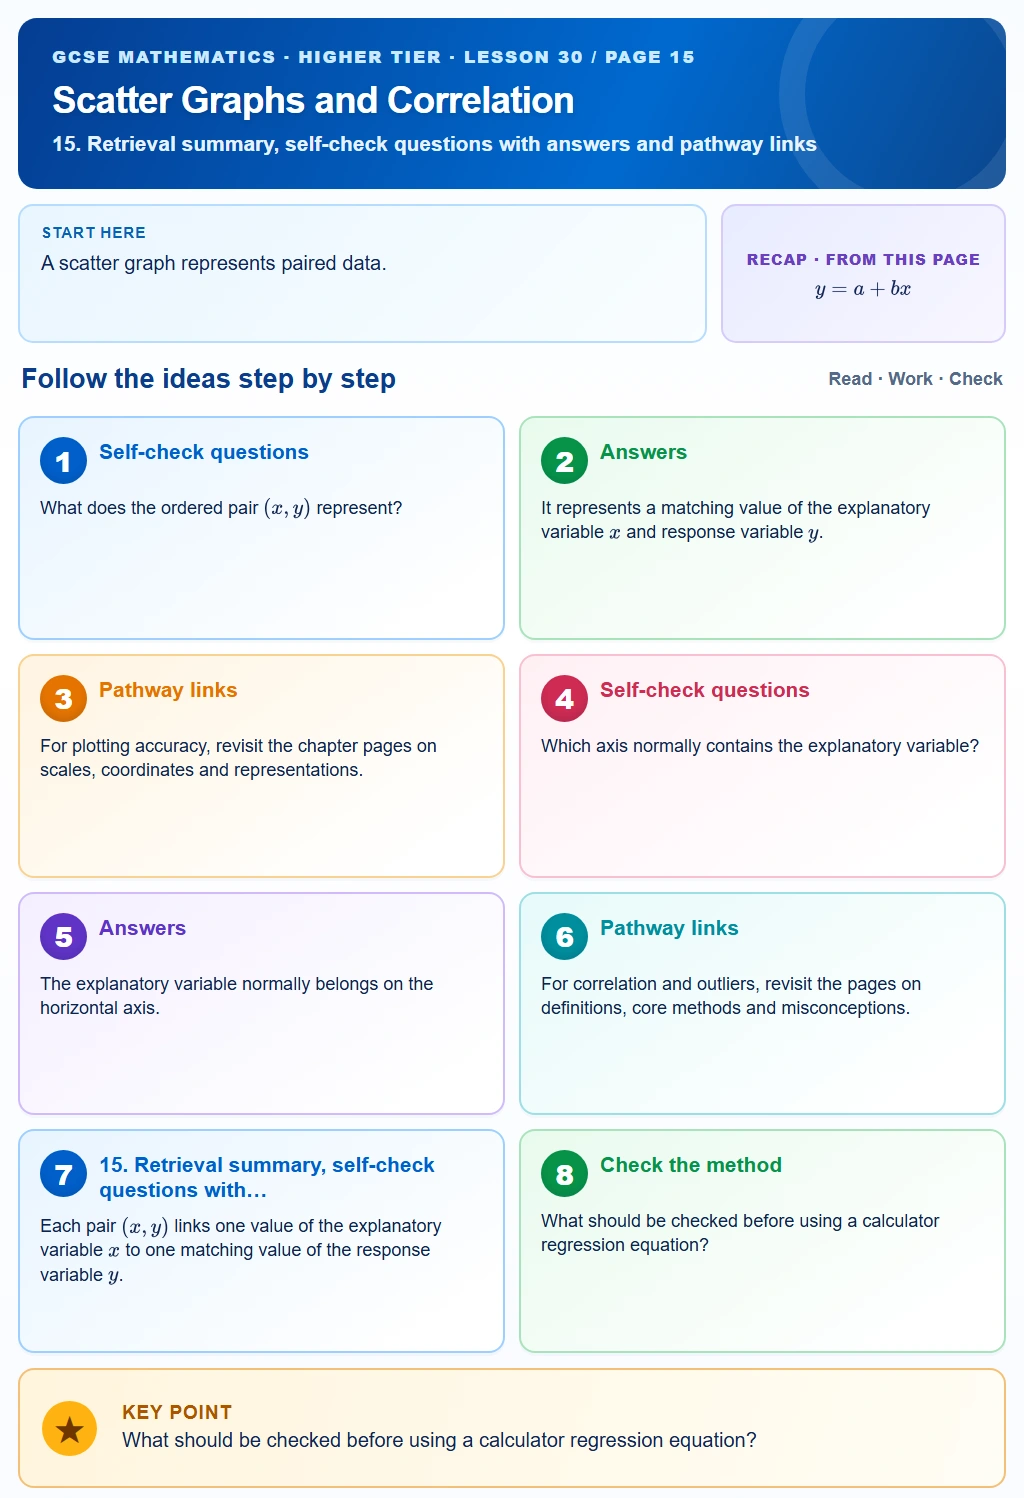 GCSE MATHEMATICS · HIGHER TIER · LESSON 30 / PAGE 15
Scatter Graphs and Correlation
15. Retrieval summary, self-check questions with answers and pathway links
START HERE
A scatter graph represents paired data.
RECAP · FROM THIS PAGE
y = a + bx
Follow the ideas step by step
Read · Work · Check
1
Self-check questions
What does the ordered pair (x, y) represent?
2
Answers
It represents a matching value of the explanatory
variable x and response variable y.
3
Pathway links
For plotting accuracy, revisit the chapter pages on
scales, coordinates and representations.
4
Self-check questions
Which axis normally contains the explanatory variable?
5
Answers
The explanatory variable normally belongs on the
horizontal axis.
6
Pathway links
For correlation and outliers, revisit the pages on
definitions, core methods and misconceptions.
7
15. Retrieval summary, self-check
questions with…
Each pair (x, y) links one value of the explanatory
variable x to one matching value of the response
variable y.
8
Check the method
What should be checked before using a calculator
regression equation?
KEY POINT
What should be checked before using a calculator regression equation?